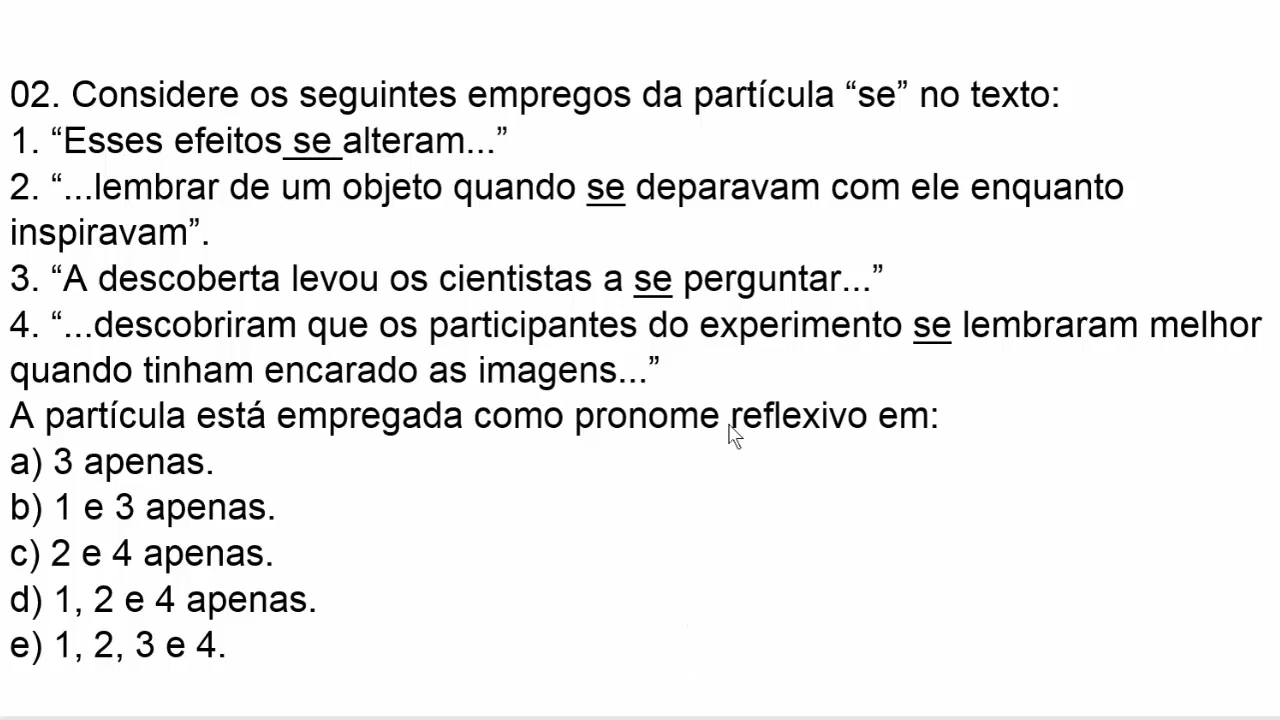 02. Considere os seguintes empregos da partícula “se” no texto:
1. “Esses efeitos se alteram...”
2. “...lembrar de um objeto quando se deparavam com ele enquanto
inspiravam”.
3. “A descoberta levou os cientistas a se perguntar...”
4. “...descobriram que os participantes do experimento se lembraram melhor
quando tinham encarado as imagens...”
A partícula está empregada como pronome reflexivo em:
a) 3 apenas.
b) 1 e 3 apenas.
c) 2 e 4 apenas.
d) 1, 2 e 4 apenas.
e) 1, 2, 3 e 4.